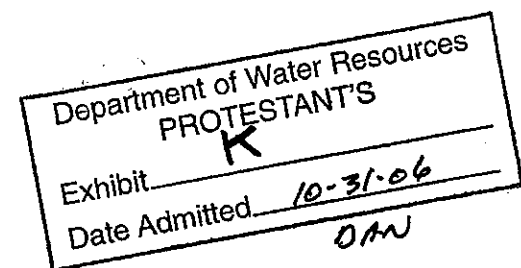 Department of Water Resources
PROTESTANT'S
Exhibit K
Date Admitted 10-31-06
DAN